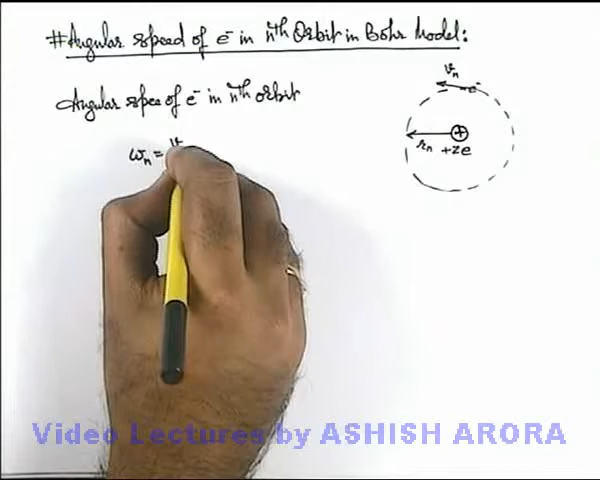 #Angular speed of e⁻ in nᵗʰ Orbit in Bohr Model:
Angular spee of e⁻ in nᵗʰ orbit
vₙ
e⁻
ωₙ = v
rₙ +ze
Video Lectures by ASHISH ARORA